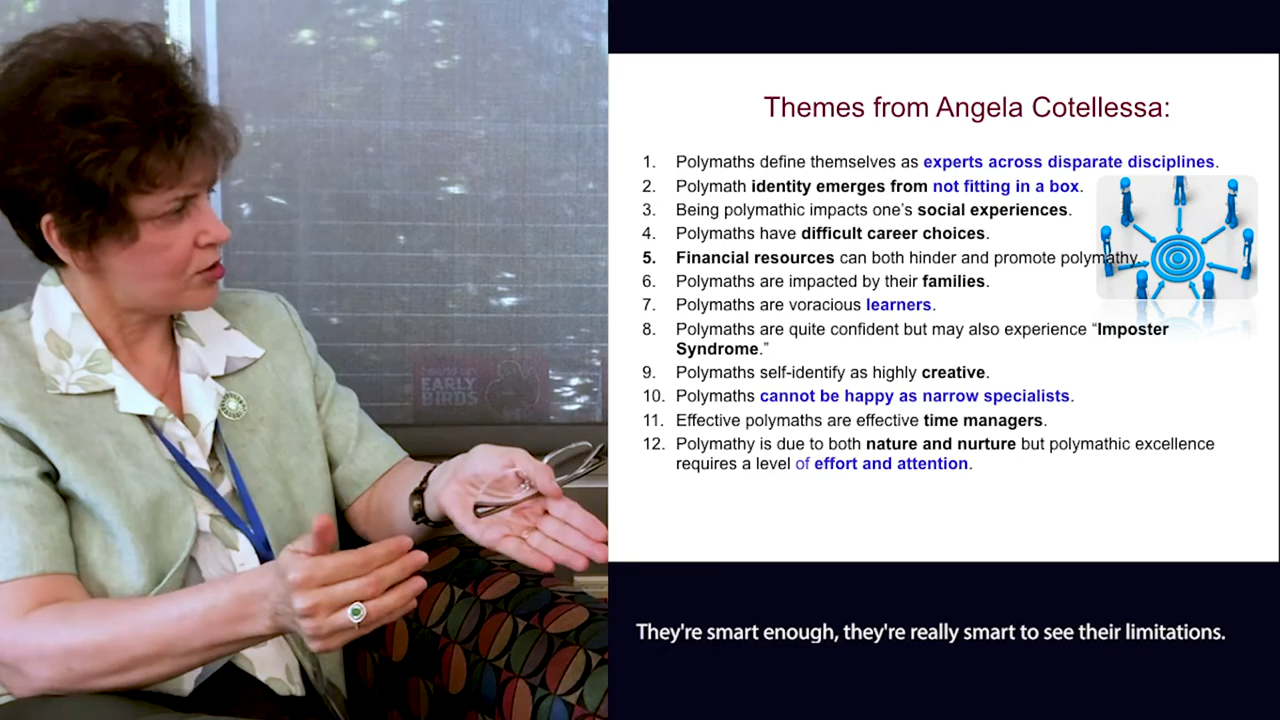 Themes from Angela Cotellessa:
1. Polymaths define themselves as experts across disparate disciplines.
2. Polymath identity emerges from not fitting in a box.
3. Being polymathic impacts one's social experiences.
4. Polymaths have difficult career choices.
5. Financial resources can both hinder and promote polymathy.
6. Polymaths are impacted by their families.
7. Polymaths are voracious learners.
8. Polymaths are quite confident but may also experience “Imposter
Syndrome.”
9. Polymaths self-identify as highly creative.
10. Polymaths cannot be happy as narrow specialists.
11. Effective polymaths are effective time managers.
12. Polymathy is due to both nature and nurture but polymathic excellence
requires a level of effort and attention.
EARLY
BIRDS
They're smart enough, they're really smart to see their limitations.